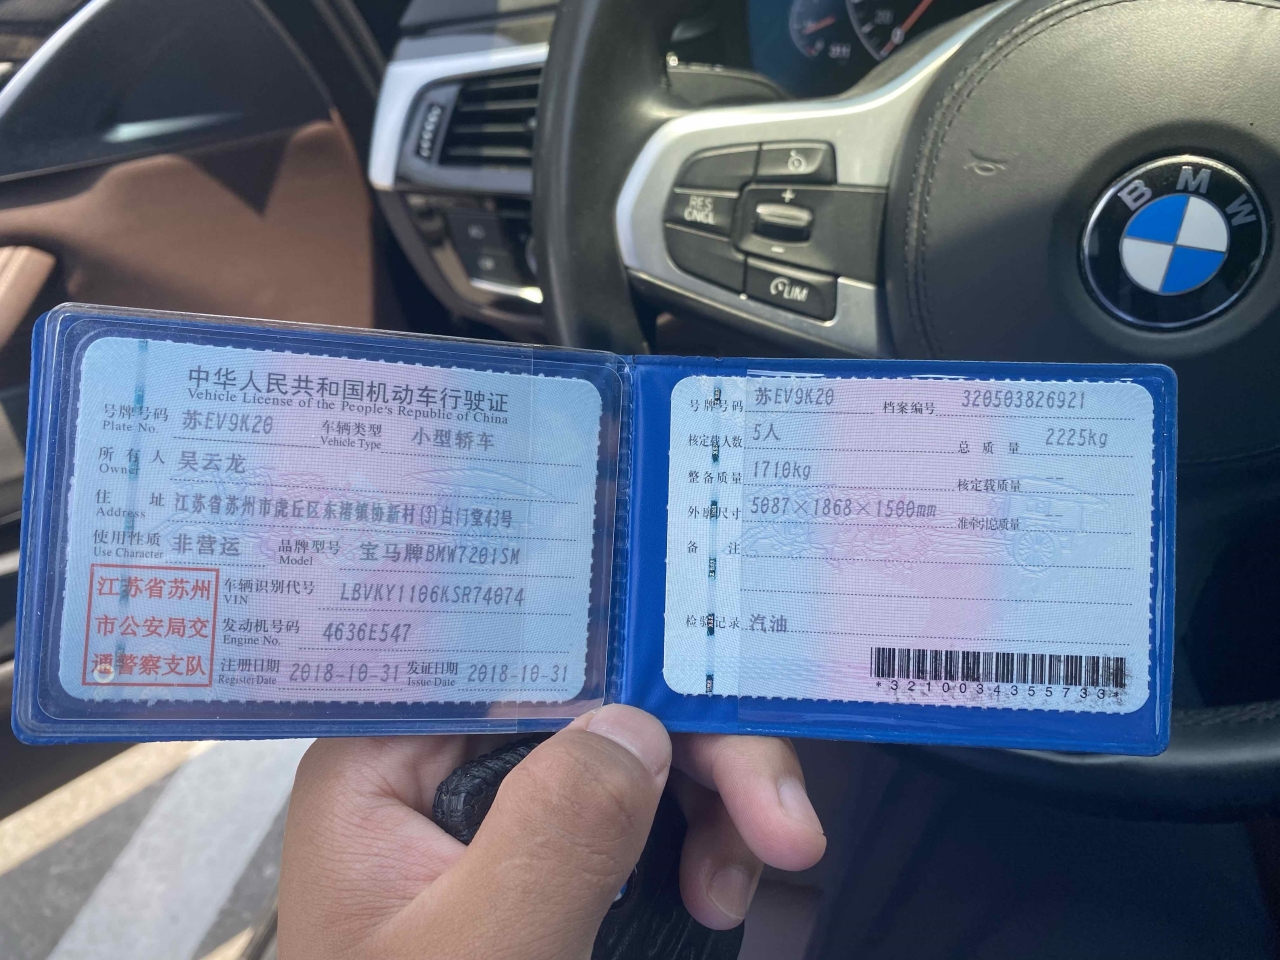 BMW
RES
CNCL
+
-
LIM
20
中华人民共和国机动车行驶证
Vehicle License of the People's Republic of China
号牌号码 苏EV9K20 车辆类型 小型轿车
Plate No. Vehicle Type
所有人 吴云龙
Owner
住址 江苏省苏州市虎丘区东渚镇协新村(3)白门堂43号
Address
使用性质 非营运 品牌型号 宝马牌BMW7201SM
Use Character Model
江苏省苏州
市公安局交
通警察支队
车辆识别代号 LBVKY1106KSR74074
VIN
发动机号码 4636E547
Engine No.
注册日期 2018-10-31 发证日期 2018-10-31
Register Date Issue Date
号牌号码 苏EV9K20 档案编号 320503826921
核定载人数 5人 总质量 2225kg
整备质量 1710kg 核定载质量 --
外廓尺寸 5087×1868×1500mm 准牵引总质量 --
备注
检验记录 汽油
*3210034355733*